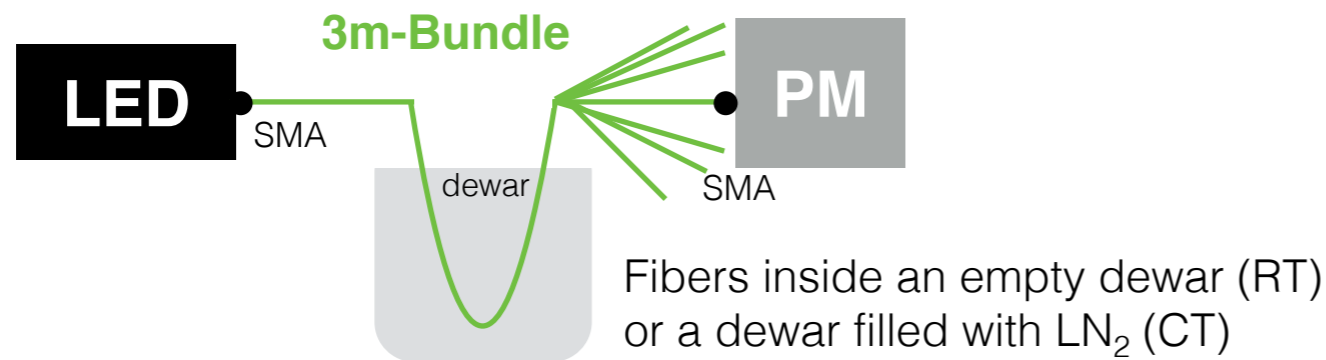 3m-Bundle
LED
PM
SMA
dewar
SMA
Fibers inside an empty dewar (RT)
or a dewar filled with LN₂ (CT)